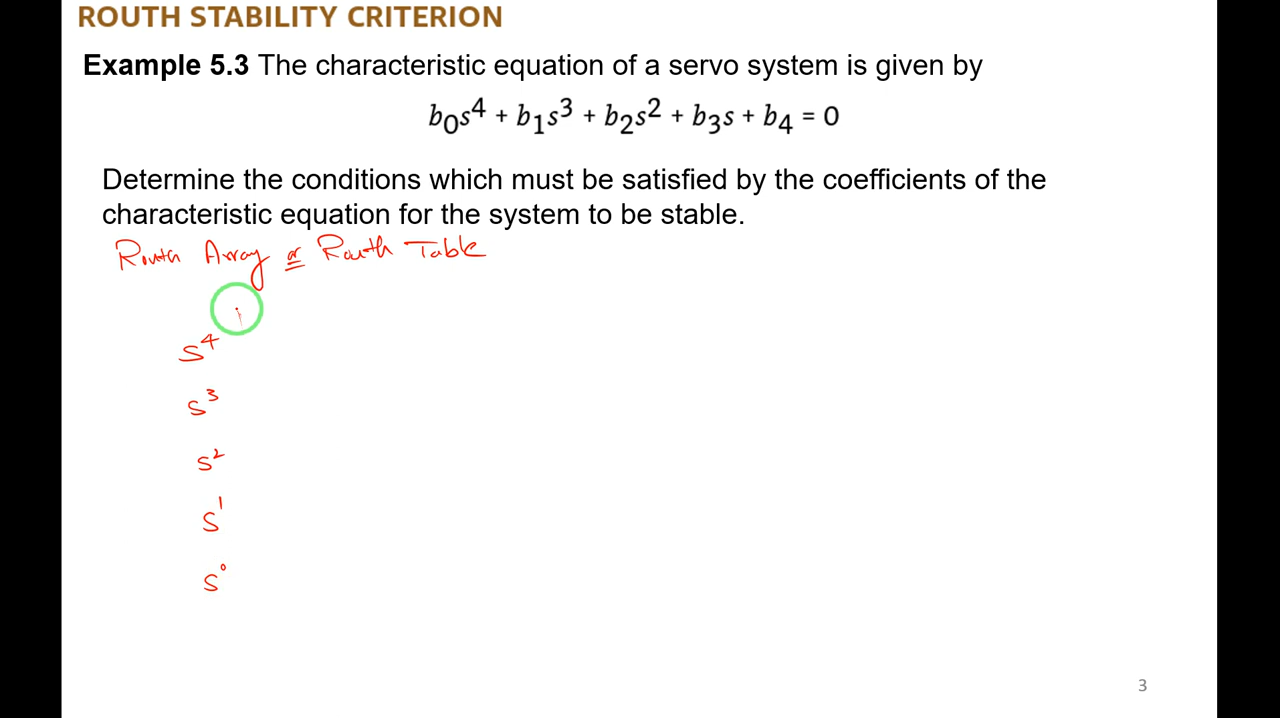 ROUTH STABILITY CRITERION
Example 5.3 The characteristic equation of a servo system is given by
b₀s⁴ + b₁s³ + b₂s² + b₃s + b₄ = 0
Determine the conditions which must be satisfied by the coefficients of the
characteristic equation for the system to be stable.
Routh Array or Routh Table
s⁴
s³
s²
s¹
s⁰
3